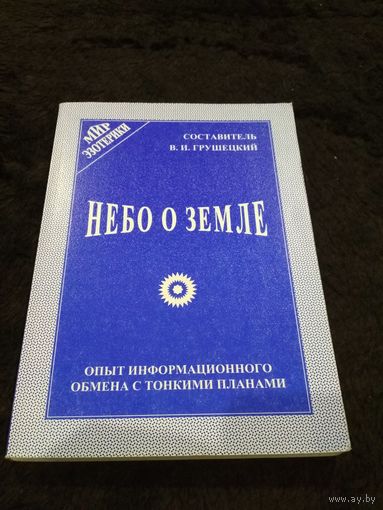 МИР
ЭЗОТЕРИКИ
СОСТАВИТЕЛЬ
В. И. ГРУШЕЦКИЙ
НЕБО О ЗЕМЛЕ
ОПЫТ ИНФОРМАЦИОННОГО
ОБМЕНА С ТОНКИМИ ПЛАНАМИ
www.ay.by